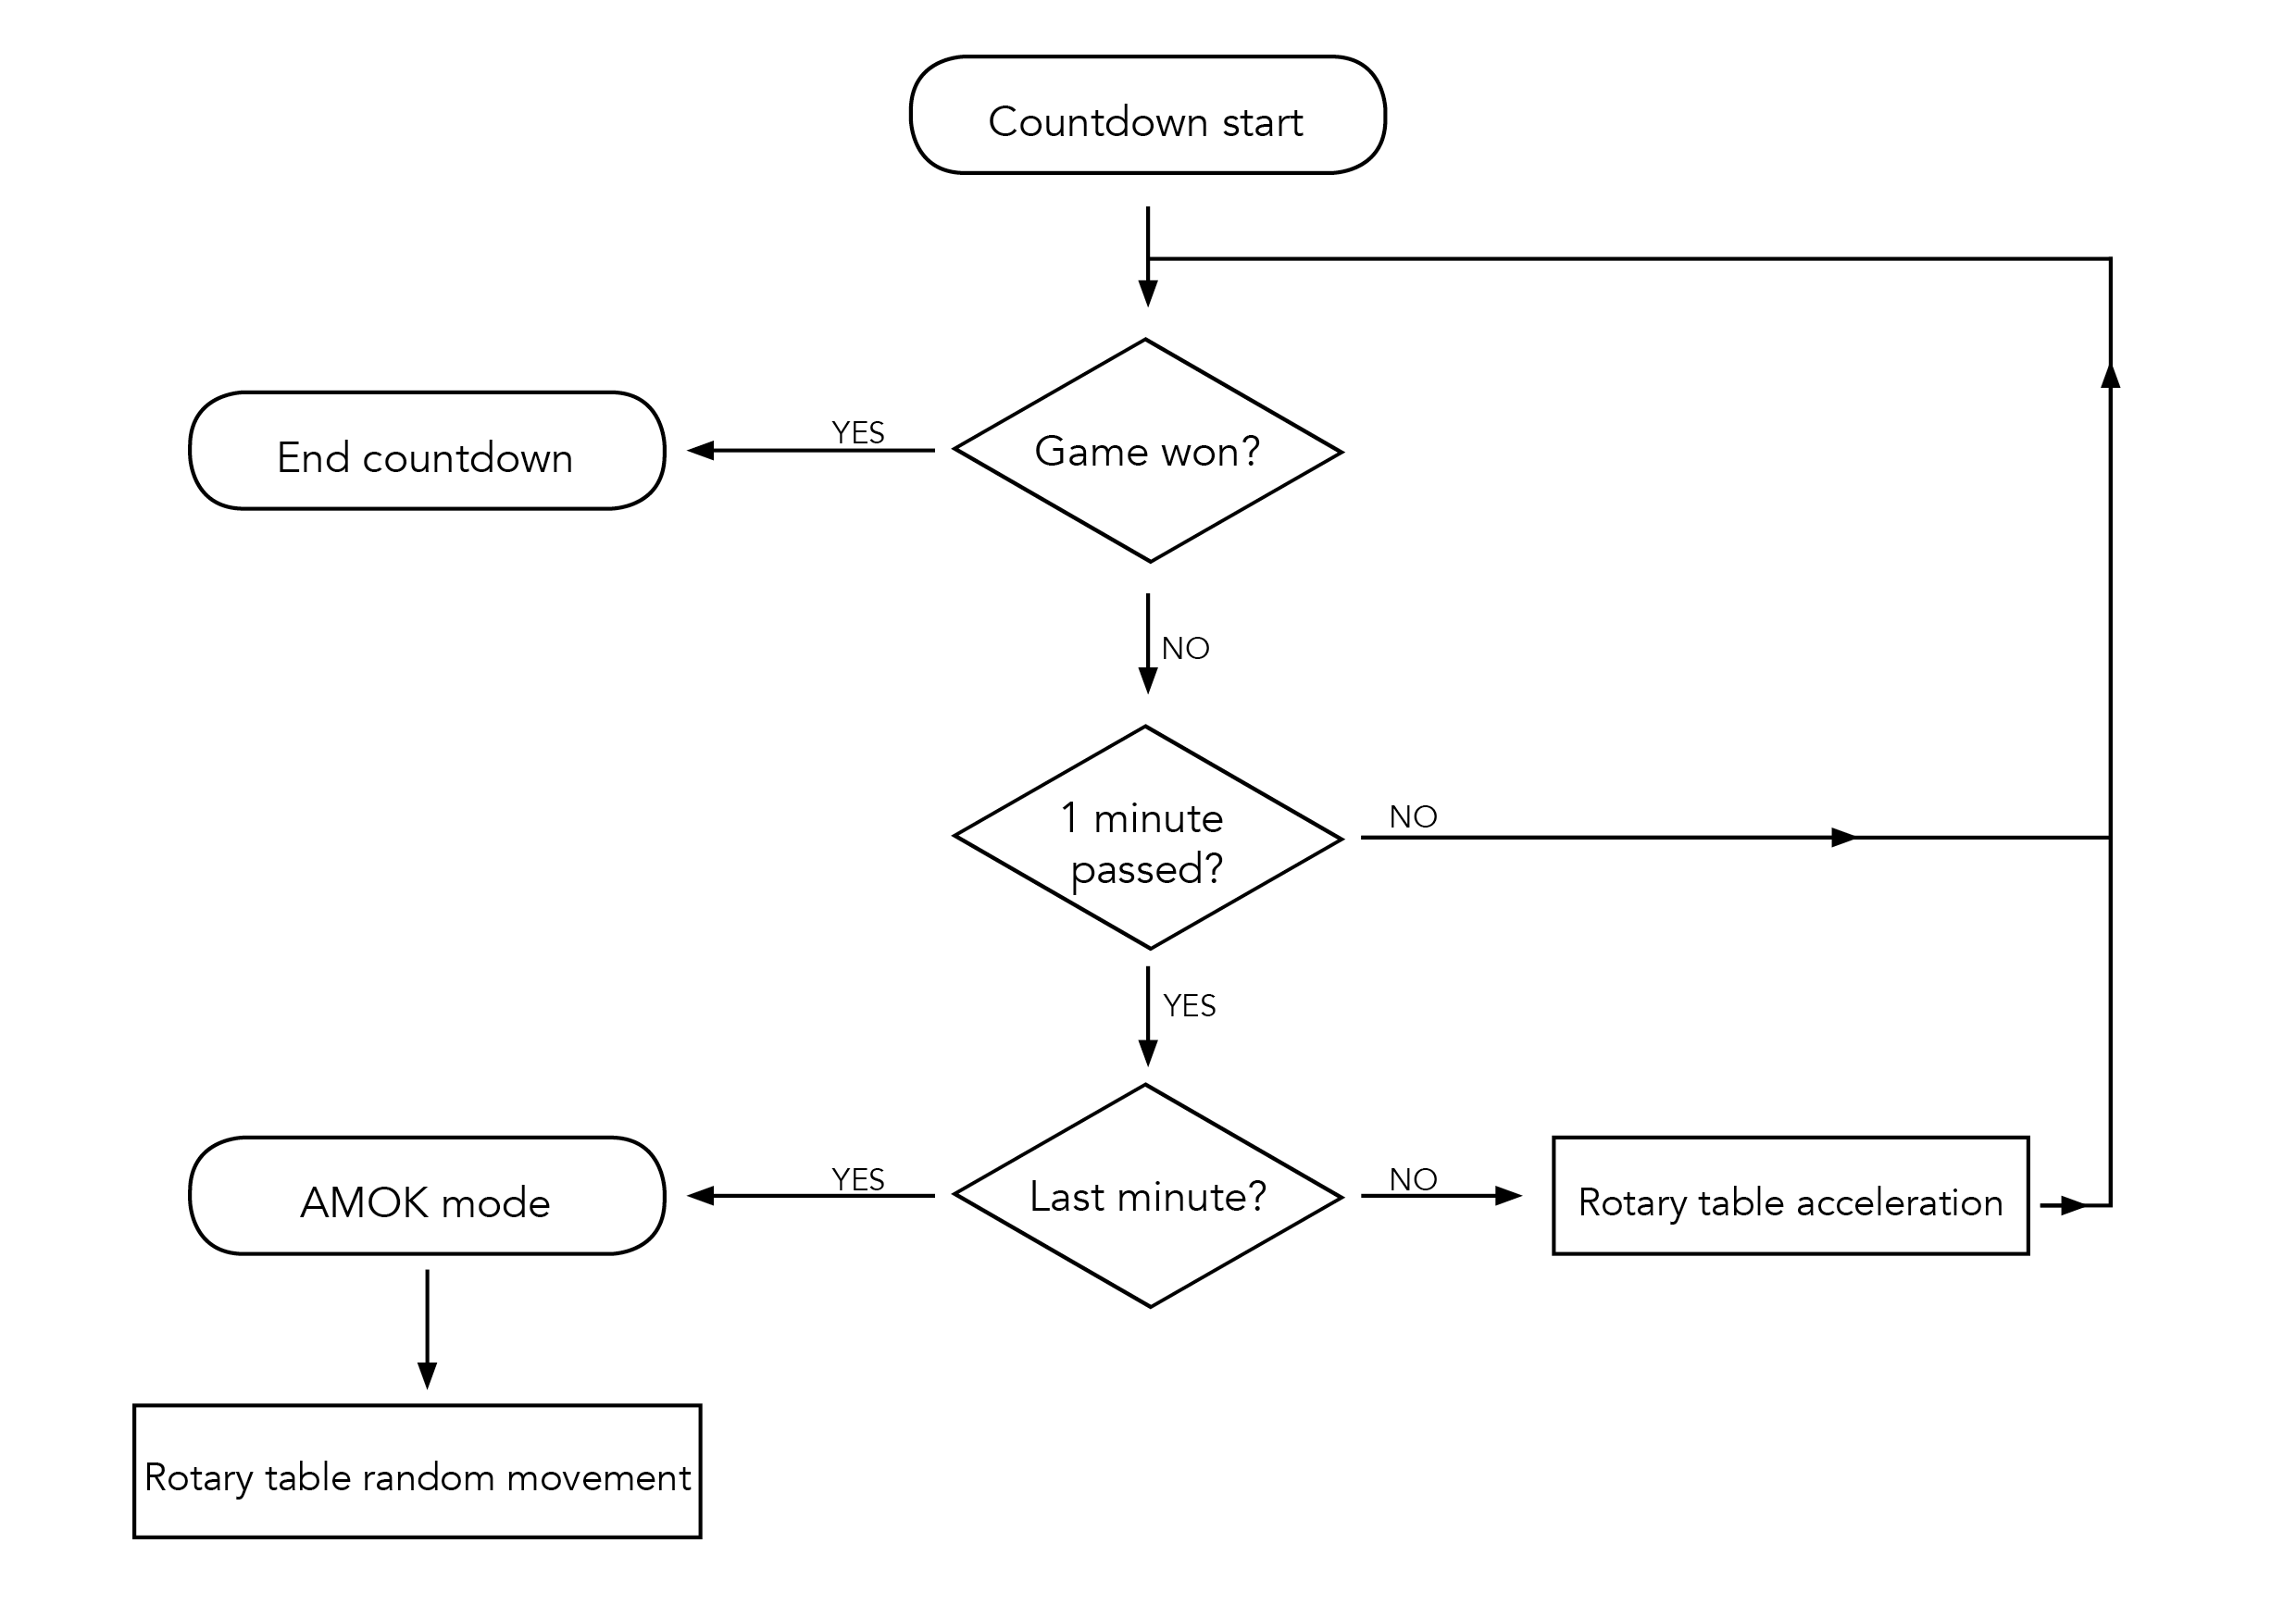 Countdown start
End countdown
YES
Game won?
NO
1 minute
passed?
NO
YES
AMOK mode
YES
Last minute?
NO
Rotary table acceleration
Rotary table random movement